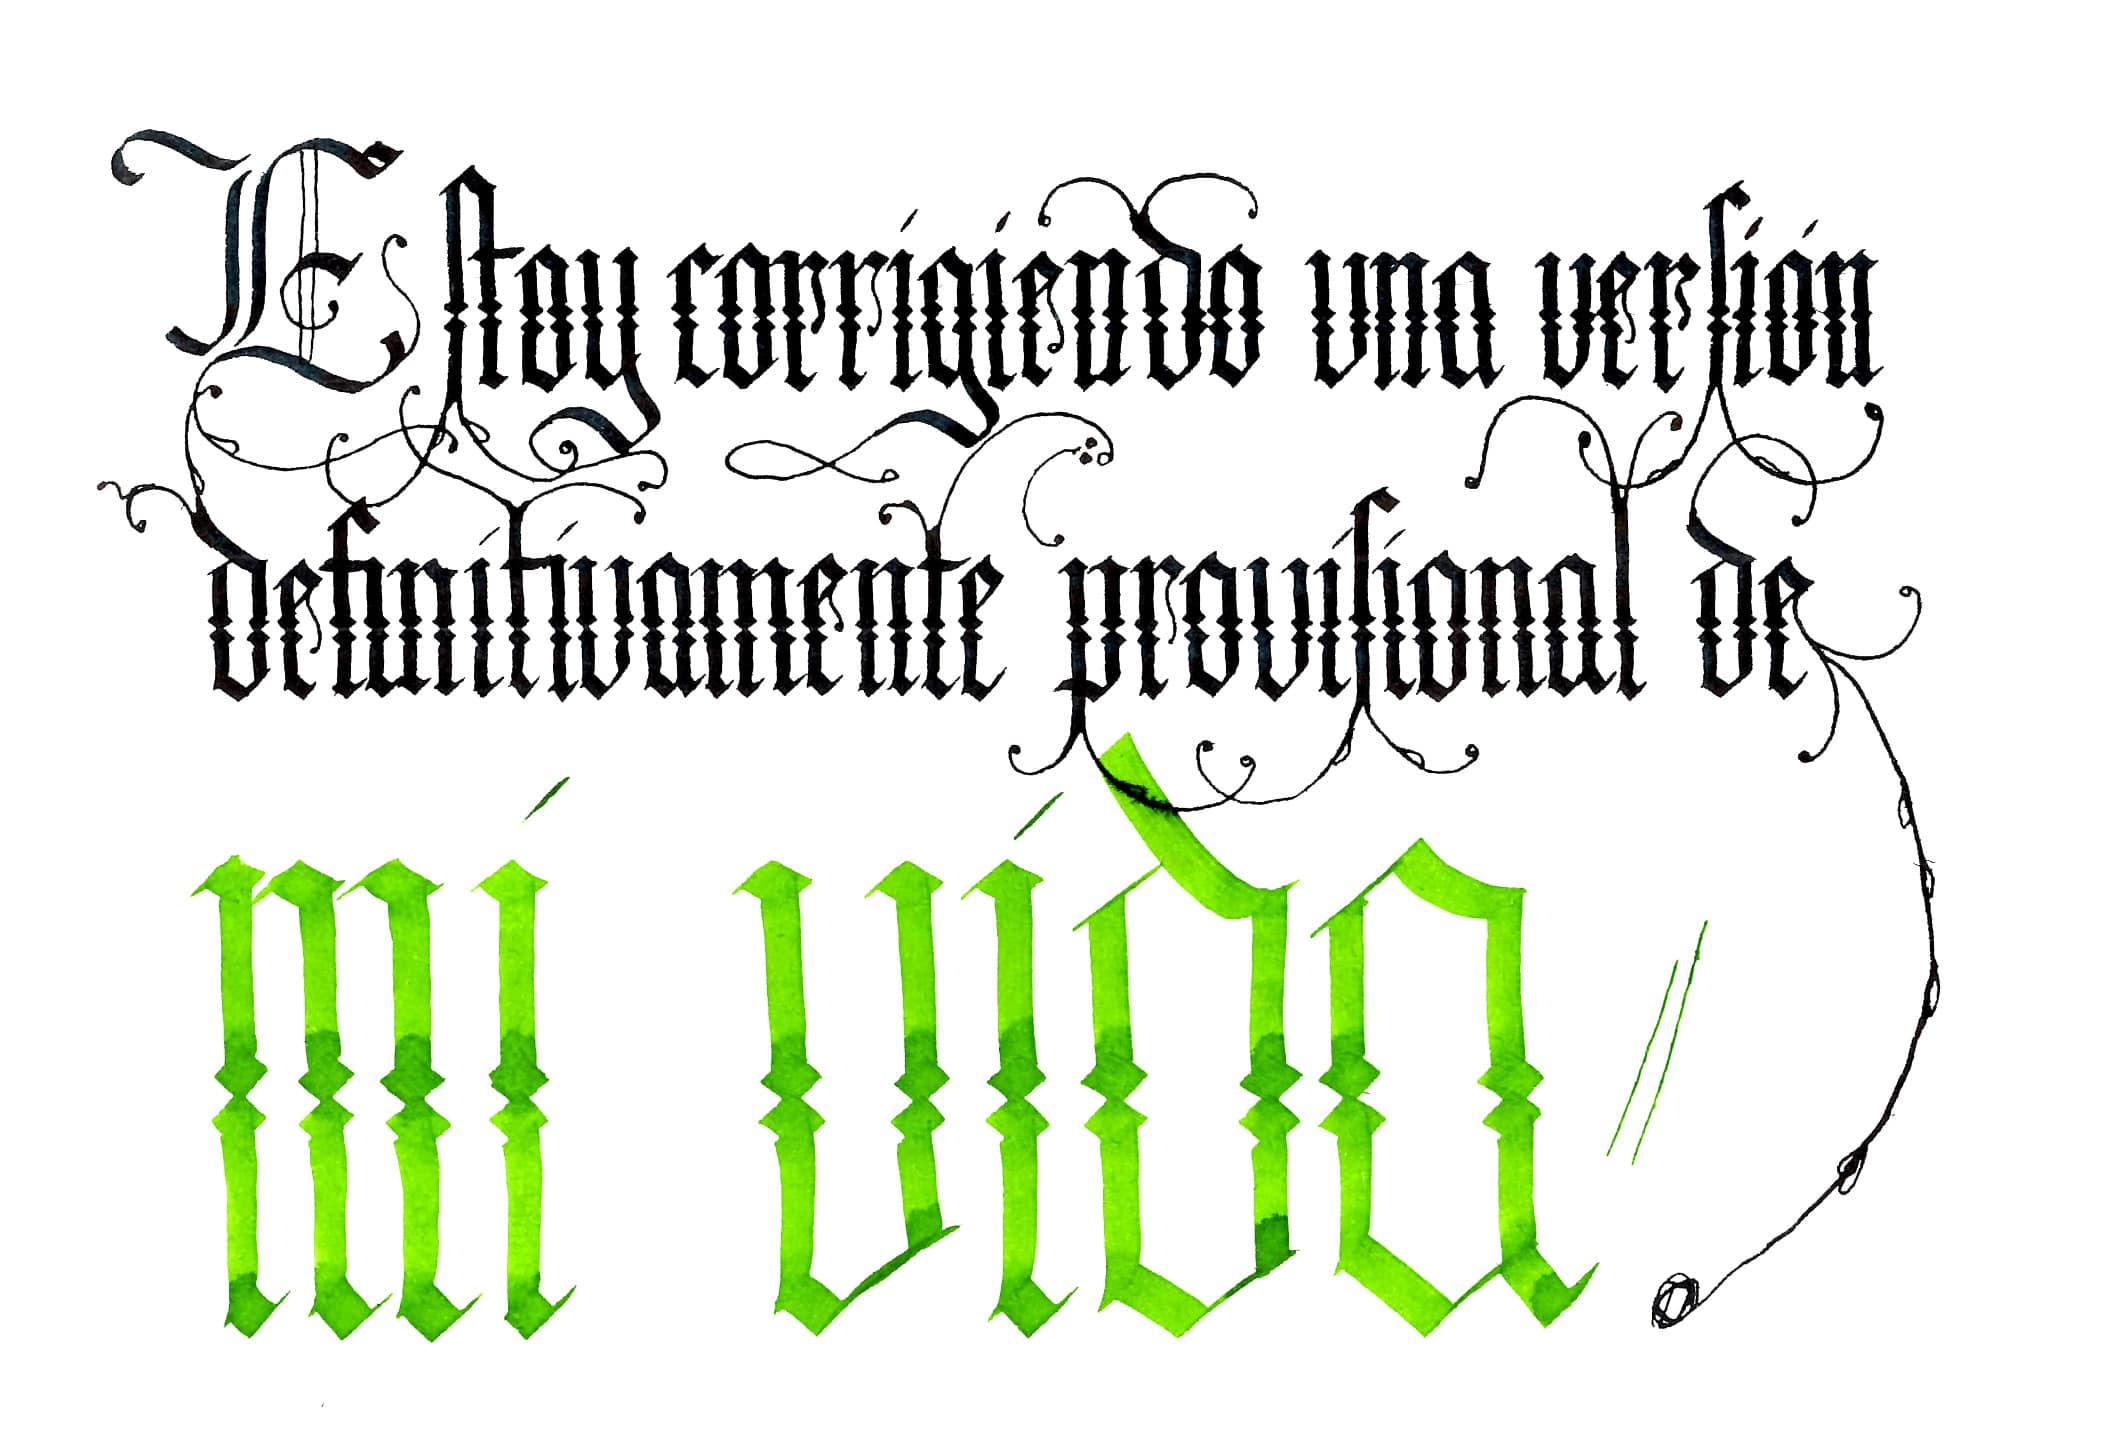 Estoy corrigiendo una versión
definitivamente provisional de
mi vida //